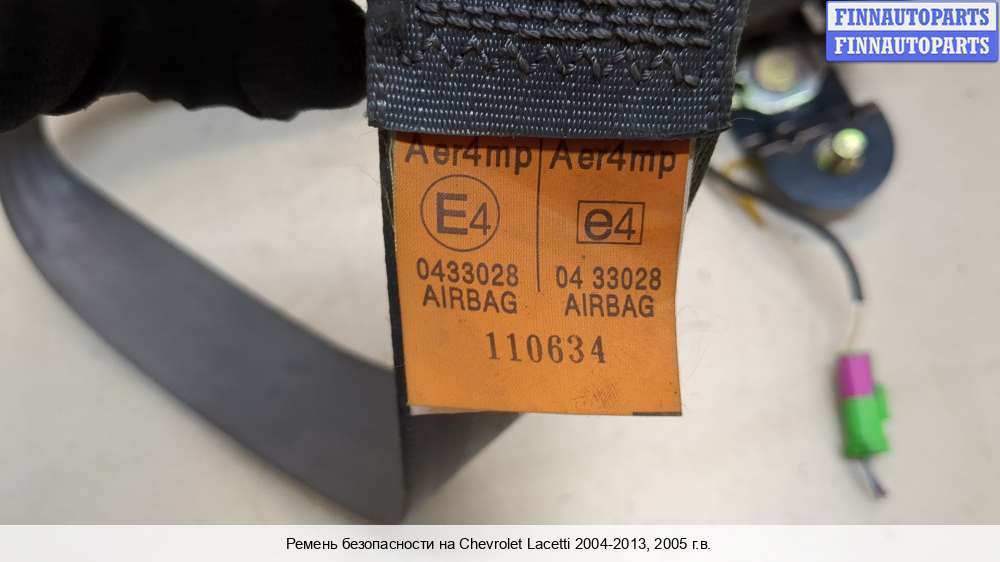 FINNAUTOPARTS
FINNAUTOPARTS
Aer4mp Aer4mp
E4 e4
0433028 04 33028
AIRBAG AIRBAG
110634
Ремень безопасности на Chevrolet Lacetti 2004-2013, 2005 г.в.